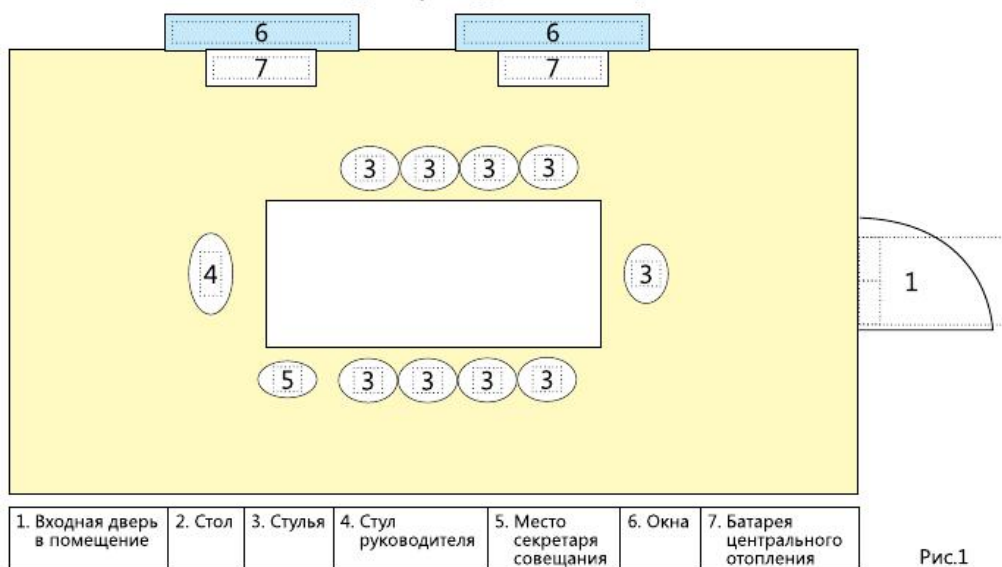 6 6
7 7
3 3 3 3
4 3 1
5 3 3 3 3
1. Входная дверь в помещение
2. Стол
3. Стулья
4. Стул руководителя
5. Место секретаря совещания
6. Окна
7. Батарея центрального отопления
Рис.1